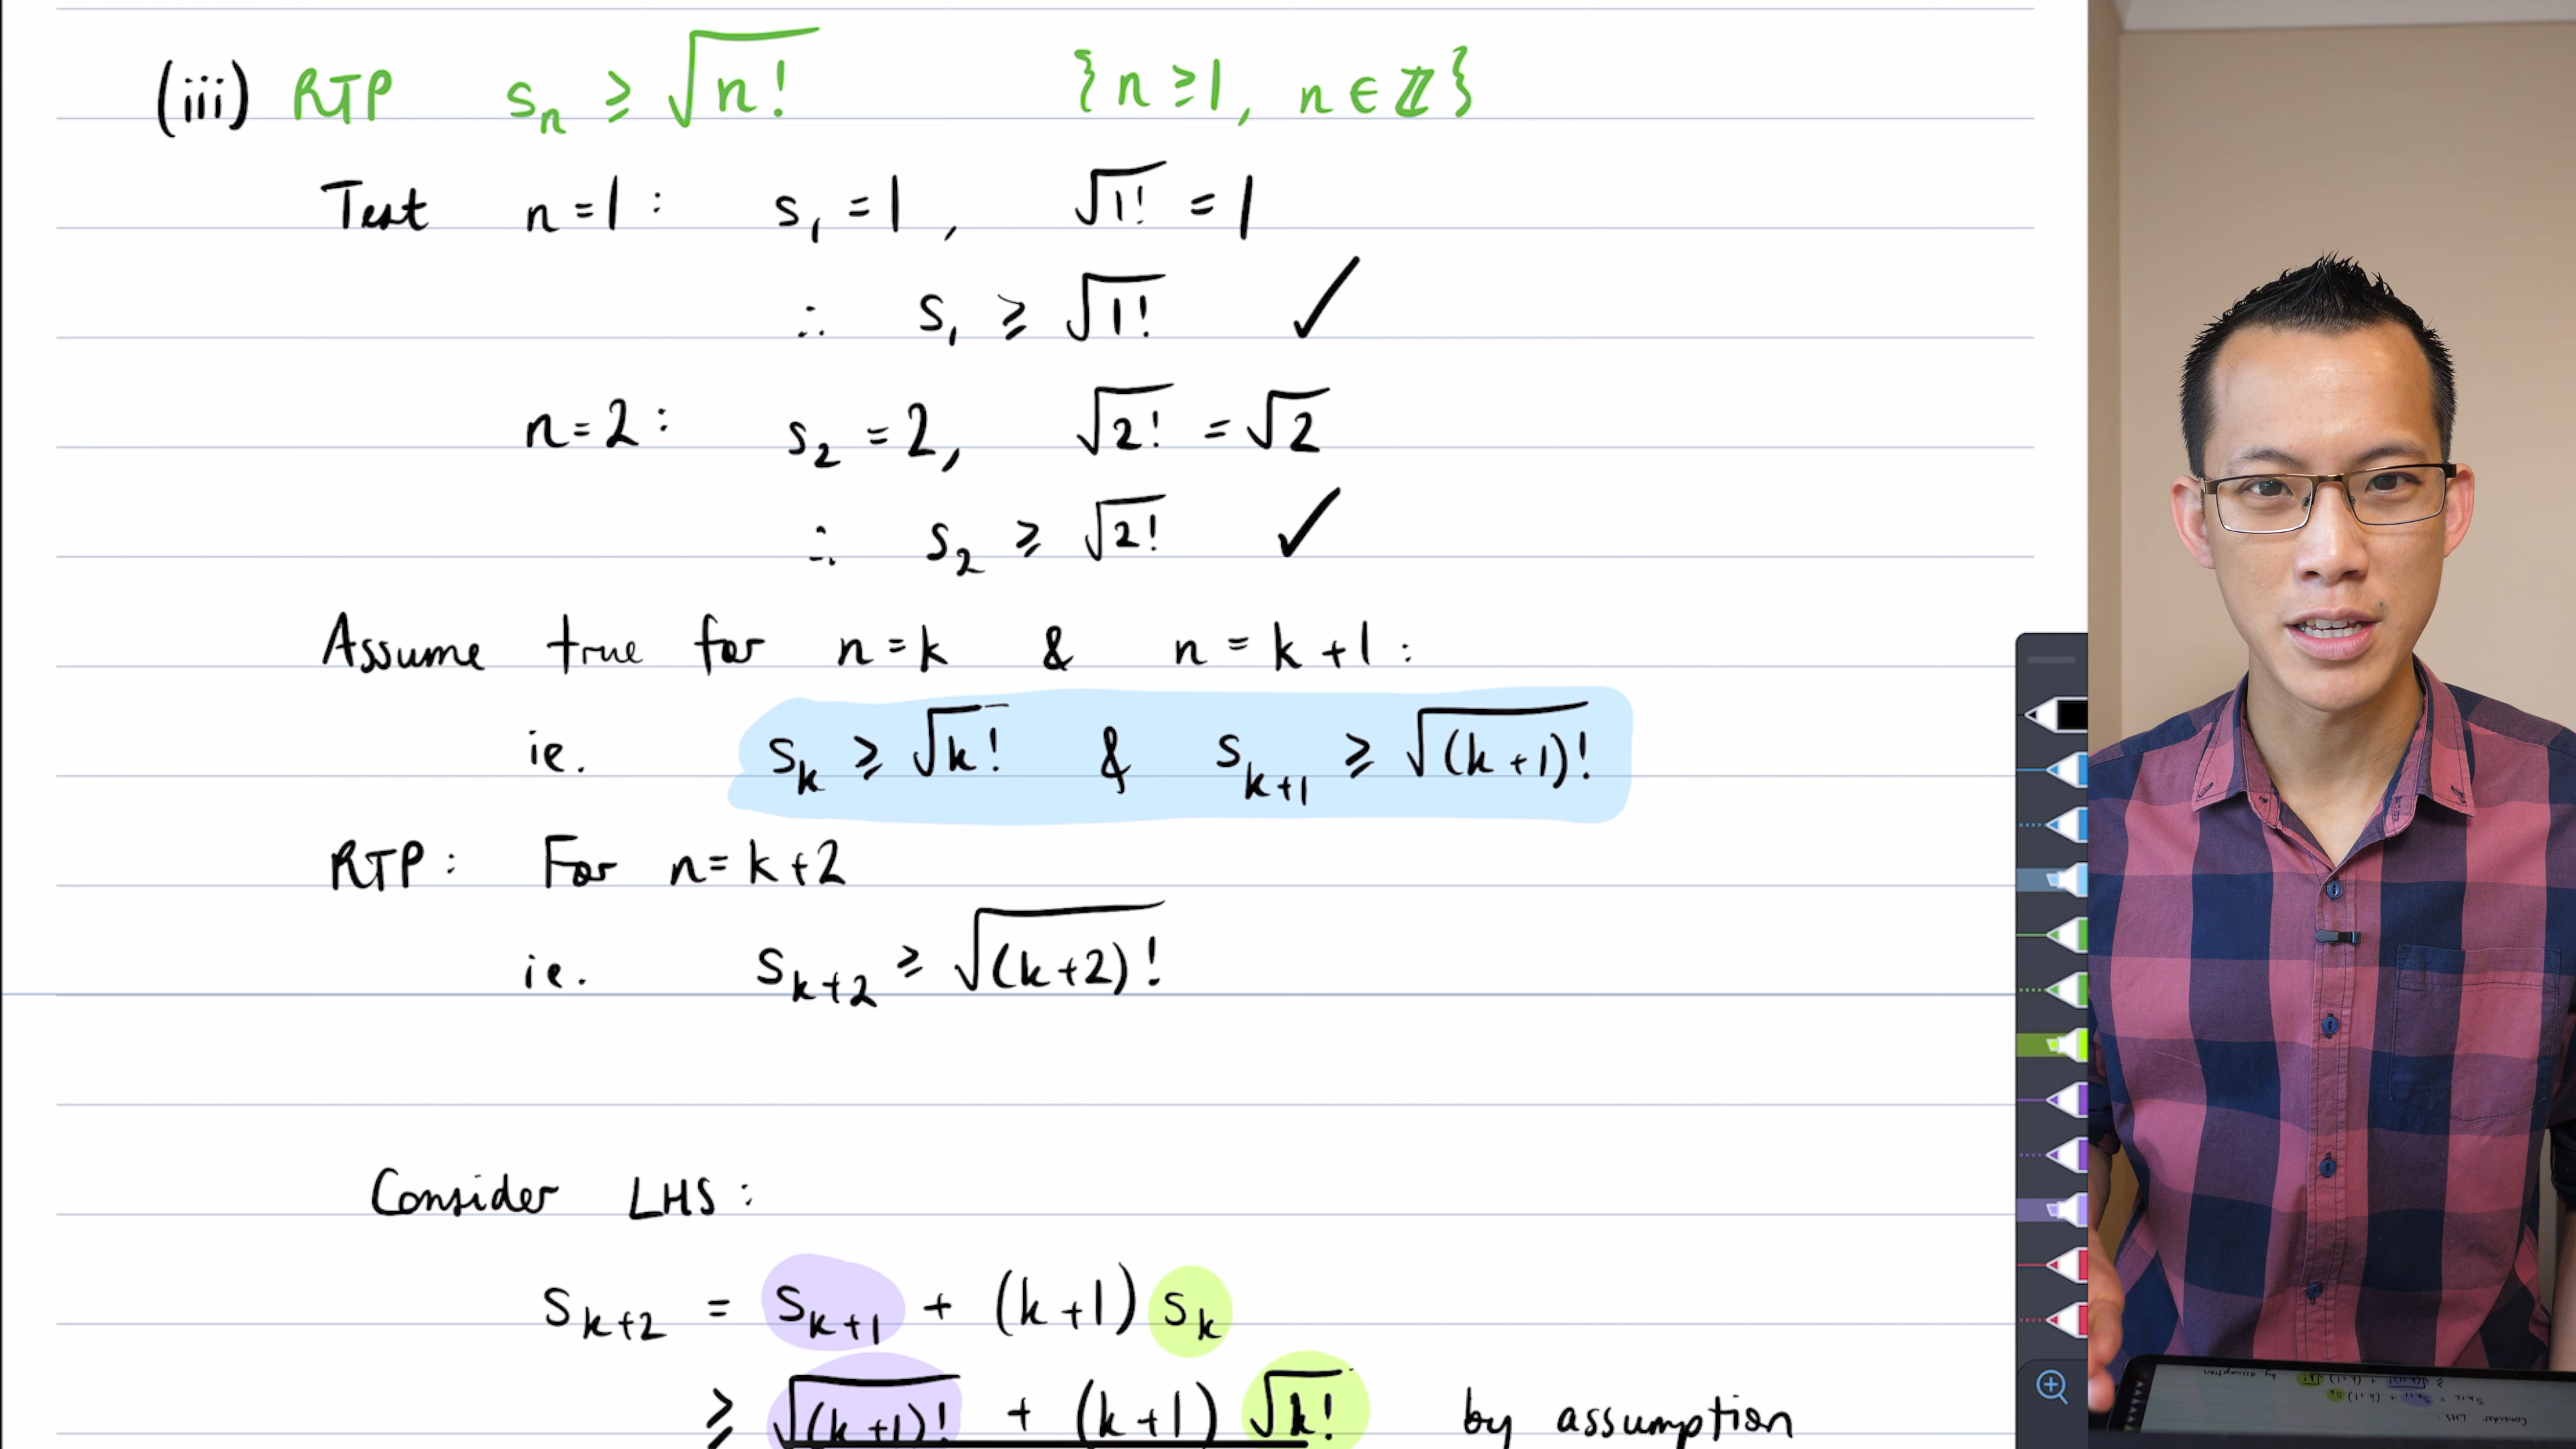 (iii) RTP s_n ≥ √n! {n ≥ 1, n ∈ ℤ}
Test n = 1 : s_1 = 1 , √1! = 1
∴ s_1 ≥ √1! ✓
n = 2 : s_2 = 2, √2! = √2
∴ s_2 ≥ √2! ✓
Assume true for n = k & n = k + 1 :
ie. s_k ≥ √k! & s_{k+1} ≥ √(k+1)!
RTP : For n = k + 2
ie. s_{k+2} ≥ √(k+2)!
Consider LHS :
s_{k+2} = s_{k+1} + (k+1) s_k
≥ √(k+1)! + (k+1) √k! by assumption